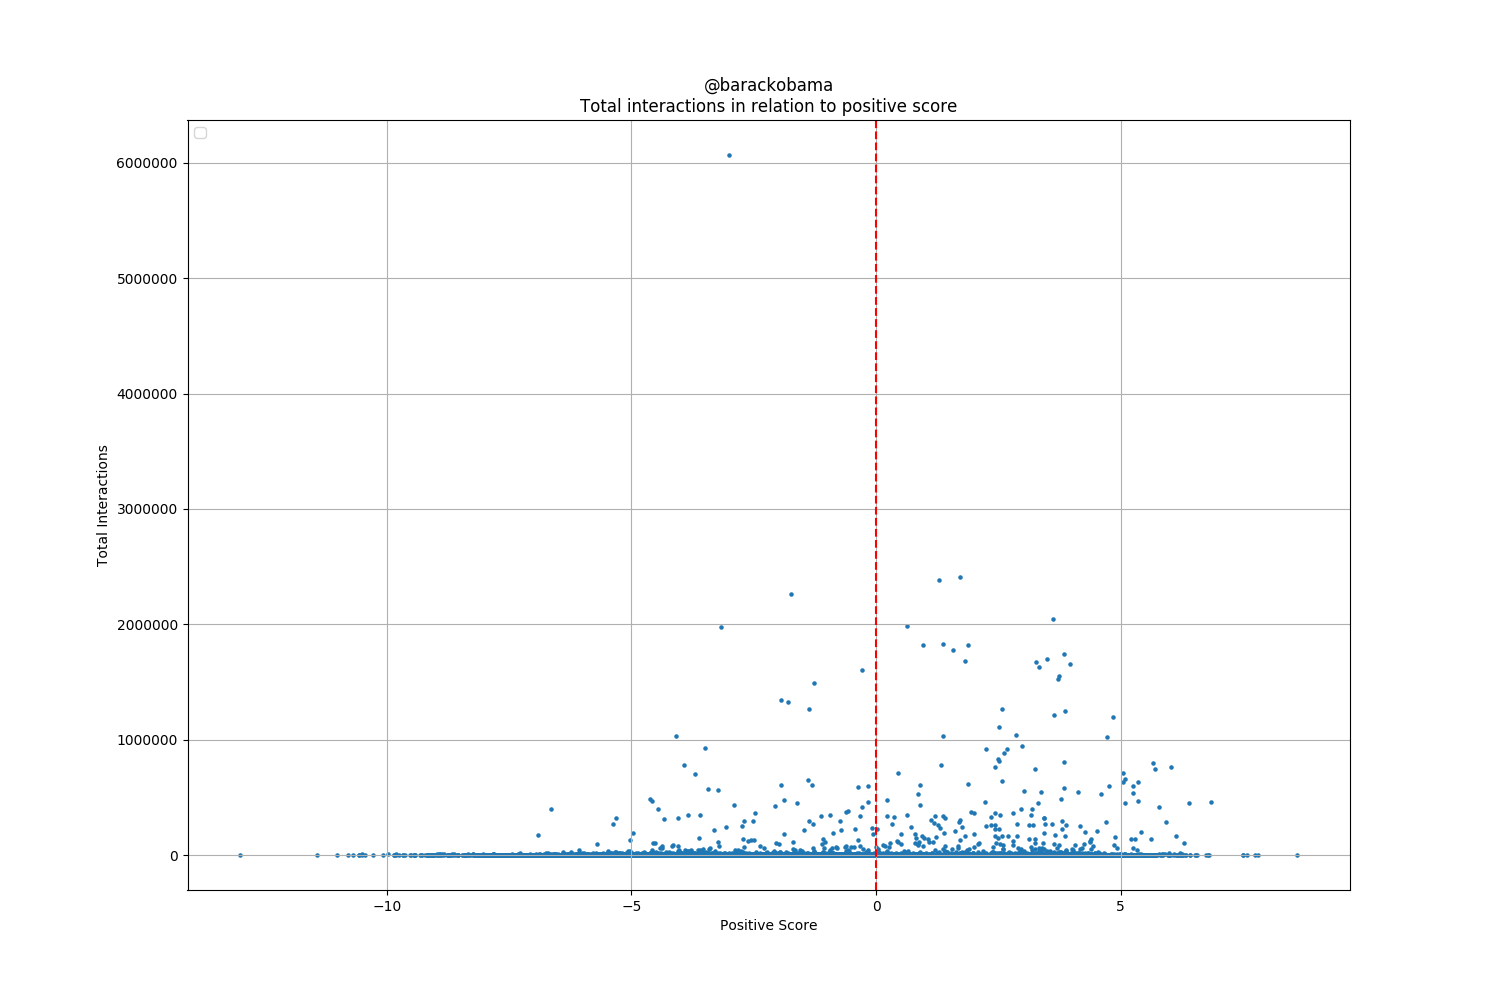 @barackobama
Total interactions in relation to positive score
6000000
5000000
4000000
3000000
2000000
1000000
0
Total Interactions
−10
−5
0
5
Positive Score